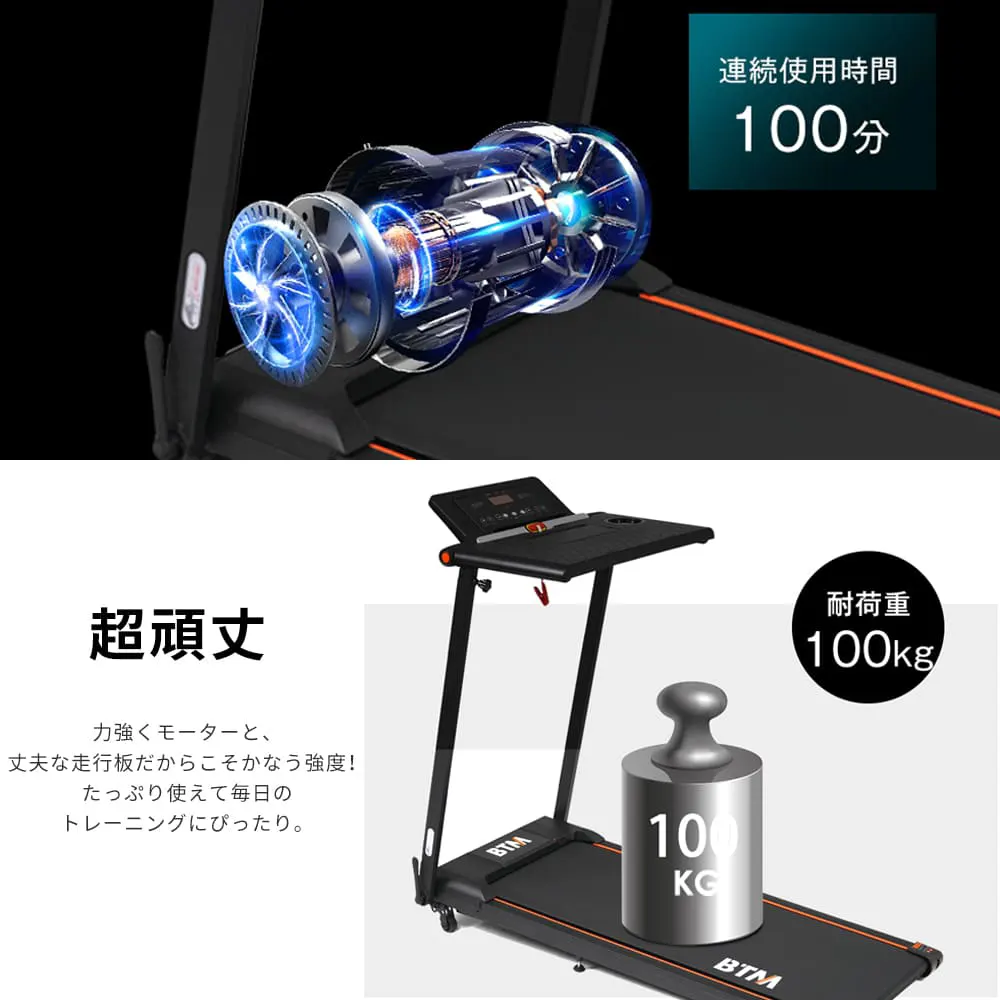 連続使用時間
100分
超頑丈
力強くモーターと、
丈夫な走行板だからこそかなう強度!
たっぷり使えて毎日の
トレーニングにぴったり。
耐荷重
100kg
100
KG
BTM
BTM